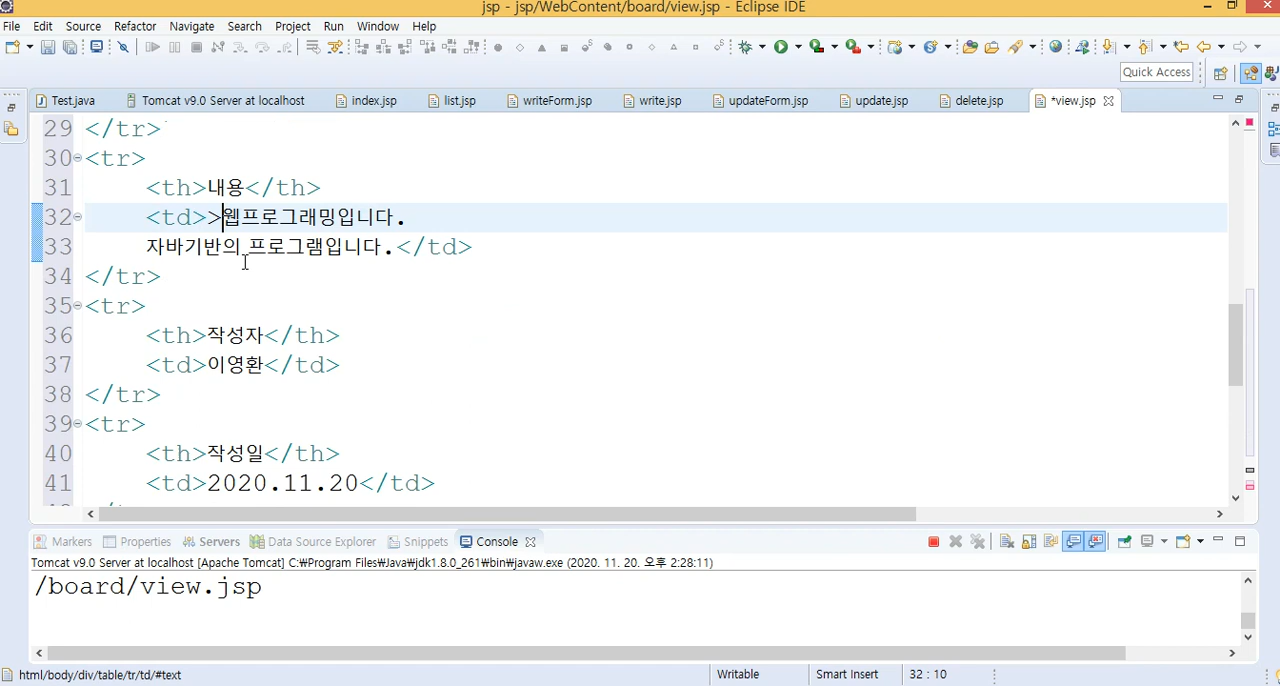 jsp - jsp/WebContent/board/view.jsp - Eclipse IDE
File Edit Source Refactor Navigate Search Project Run Window Help
Quick Access
Test.java Tomcat v9.0 Server at localhost index.jsp list.jsp writeForm.jsp write.jsp updateForm.jsp update.jsp delete.jsp *view.jsp
29 </tr>
30 <tr>
31 <th>내용</th>
32 <td>>웹프로그래밍입니다.
33 자바기반의 프로그램입니다.</td>
34 </tr>
35 <tr>
36 <th>작성자</th>
37 <td>이영환</td>
38 </tr>
39 <tr>
40 <th>작성일</th>
41 <td>2020.11.20</td>
Markers Properties Servers Data Source Explorer Snippets Console
Tomcat v9.0 Server at localhost [Apache Tomcat] C:₩Program Files₩Java₩jdk1.8.0_261₩bin₩javaw.exe (2020. 11. 20. 오후 2:28:11)
/board/view.jsp
html/body/div/table/tr/td/#text Writable Smart Insert 32 : 10